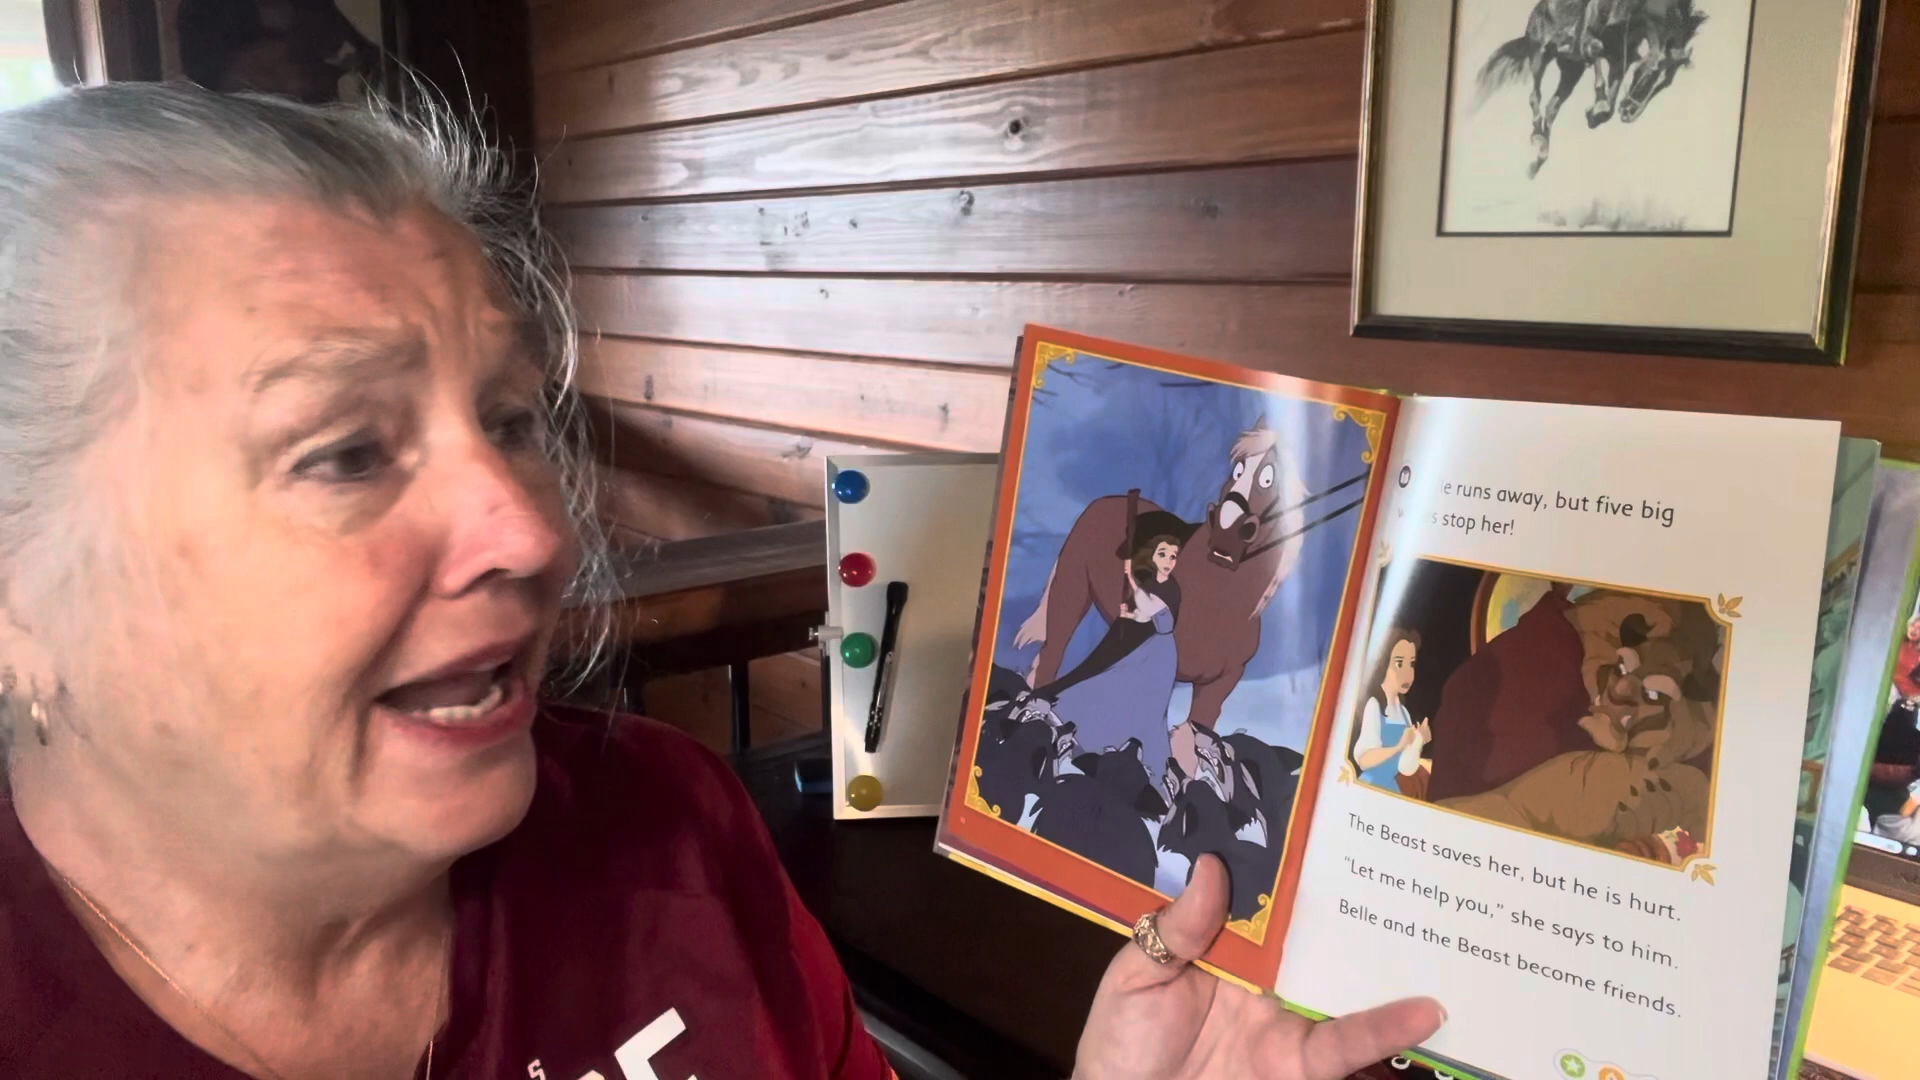 runs away, but five big
stop her!
The Beast saves her, but he is hurt.
"Let me help you," she says to him.
Belle and the Beast become friends.